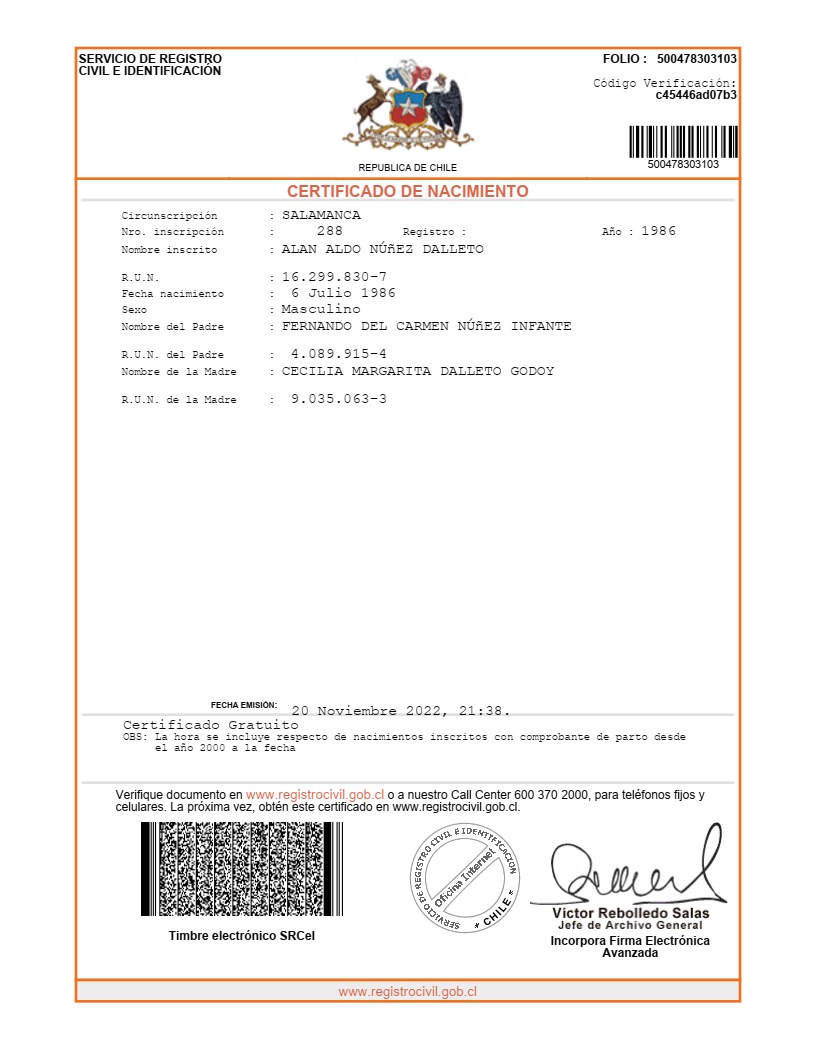 SERVICIO DE REGISTRO
CIVIL E IDENTIFICACIÓN
FOLIO : 500478303103
Código Verificación:
c45446ad07b3
500478303103
REPUBLICA DE CHILE
CERTIFICADO DE NACIMIENTO
Circunscripción : SALAMANCA
Nro. inscripción : 288 Registro : Año : 1986
Nombre inscrito : ALAN ALDO NÚñEZ DALLETO
R.U.N. : 16.299.830-7
Fecha nacimiento : 6 Julio 1986
Sexo : Masculino
Nombre del Padre : FERNANDO DEL CARMEN NÚñEZ INFANTE
R.U.N. del Padre : 4.089.915-4
Nombre de la Madre : CECILIA MARGARITA DALLETO GODOY
R.U.N. de la Madre : 9.035.063-3
FECHA EMISIÓN: 20 Noviembre 2022, 21:38.
Certificado Gratuito
OBS: La hora se incluye respecto de nacimientos inscritos con comprobante de parto desde
el año 2000 a la fecha
Verifique documento en www.registrocivil.gob.cl o a nuestro Call Center 600 370 2000, para teléfonos fijos y
celulares. La próxima vez, obtén este certificado en www.registrocivil.gob.cl.
Timbre electrónico SRCeI
SERVICIO DE REGISTRO CIVIL E IDENTIFICACION
Oficina Internet
* CHILE *
Víctor Rebolledo Salas
Jefe de Archivo General
Incorpora Firma Electrónica
Avanzada
www.registrocivil.gob.cl